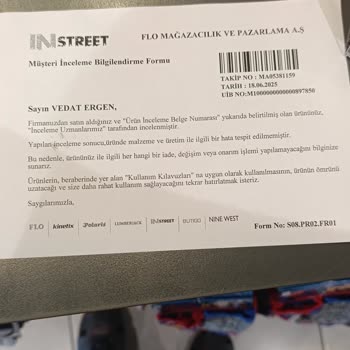 INSTREET
FLO MAĞAZACILIK VE PAZARLAMA A.Ş
Müşteri İnceleme Bilgilendirme Formu
TAKİP NO : MA05381159
TARİH : 18.06.2025
UİB NO:M1000000000000897850
Sayın VEDAT ERGEN,
Firmamızdan satın aldığınız ve "Ürün İnceleme Belge Numarası" yukarıda belirtilmiş olan ürününüz,
"İnceleme Uzmanlarımız" tarafından incelenmiştir.
Yapılan inceleme sonucu,üründe malzeme ve üretim ile ilgili bir hata tespit edilmemiştir.
Bu nedenle, ürününüz ile ilgili her hangi bir iade, değişim veya onarım işlemi yapılamayacağını bilginize
sunarız.
Ürünlerin, beraberinde yer alan "Kullanım Kılavuzları" na uygun olarak kullanılmasının, ürünün ömrünü
uzatacağı ve size daha rahat kullanım sağlayacağını tekrar hatırlatmak isteriz.
Saygılarımızla,
FLO kinetix Polaris LUMBERJACK INSTREET BUTIGO NINE WEST
Form No: S08.PR02.FR01